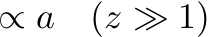 ∝ a (z ≫ 1)